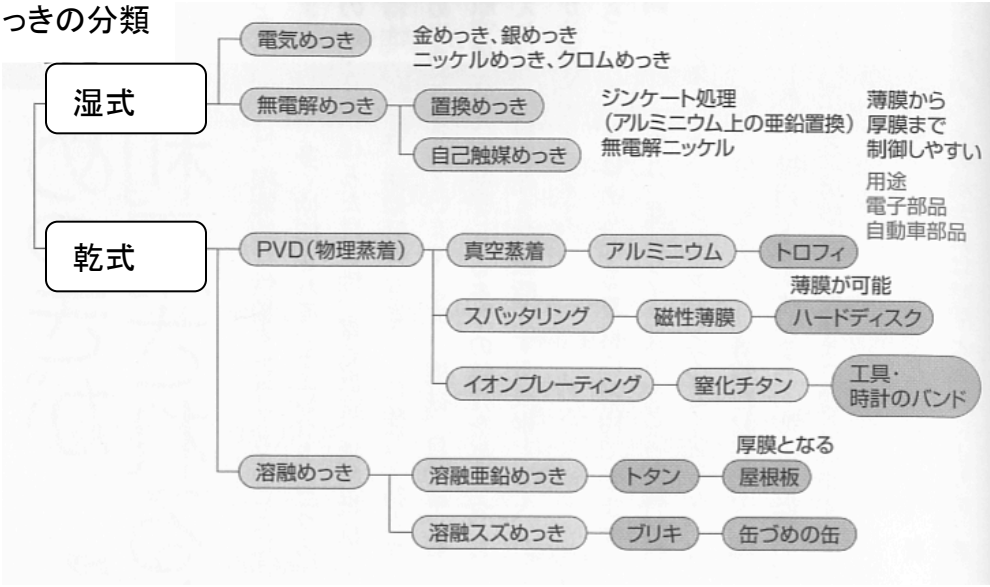 っきの分類
湿式
電気めっき
金めっき、銀めっき
ニッケルめっき、クロムめっき
無電解めっき
置換めっき
自己触媒めっき
ジンケート処理
(アルミニウム上の亜鉛置換)
無電解ニッケル
薄膜から
厚膜まで
制御しやすい
用途
電子部品
自動車部品
乾式
PVD(物理蒸着)
真空蒸着
アルミニウム
トロフィ
スパッタリング
磁性薄膜
薄膜が可能
ハードディスク
イオンプレーティング
窒化チタン
工具・
時計のバンド
溶融めっき
溶融亜鉛めっき
トタン
厚膜となる
屋根板
溶融スズめっき
ブリキ
缶づめの缶